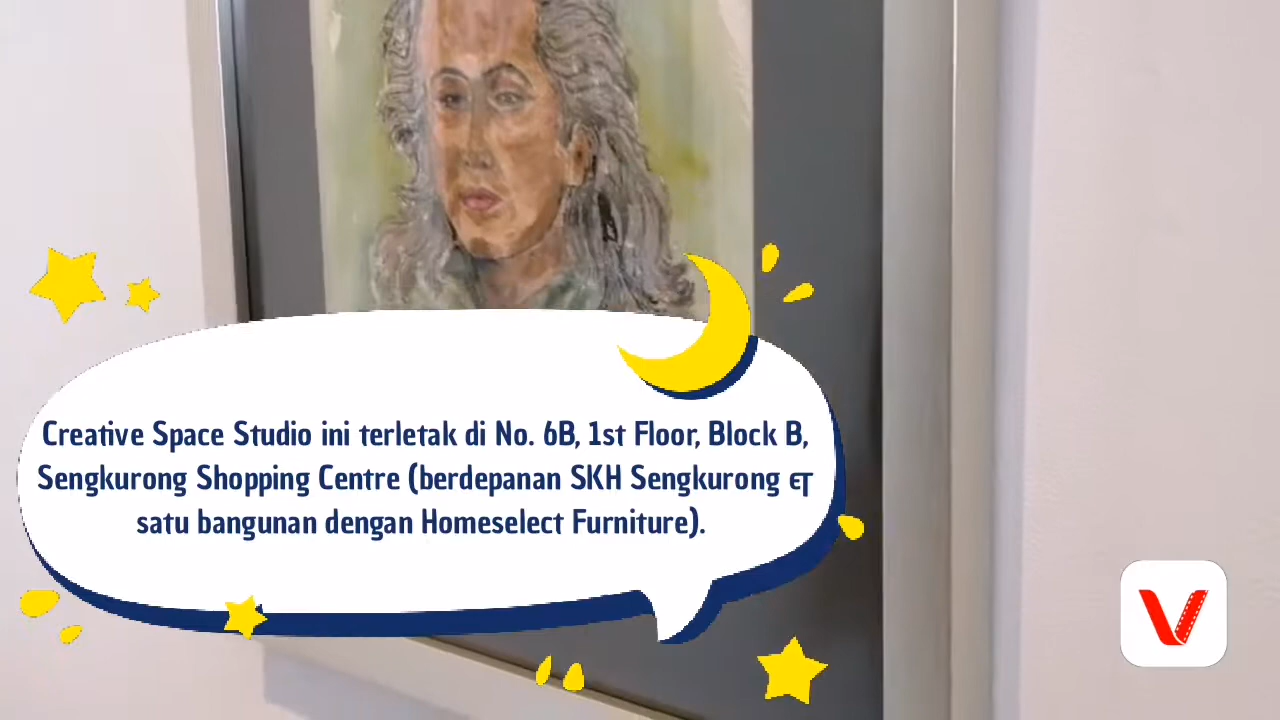 Creative Space Studio ini terletak di No. 6B, 1st Floor, Block B,
Sengkurong Shopping Centre (berdepanan SKH Sengkurong &
satu bangunan dengan Homeselect Furniture).
V